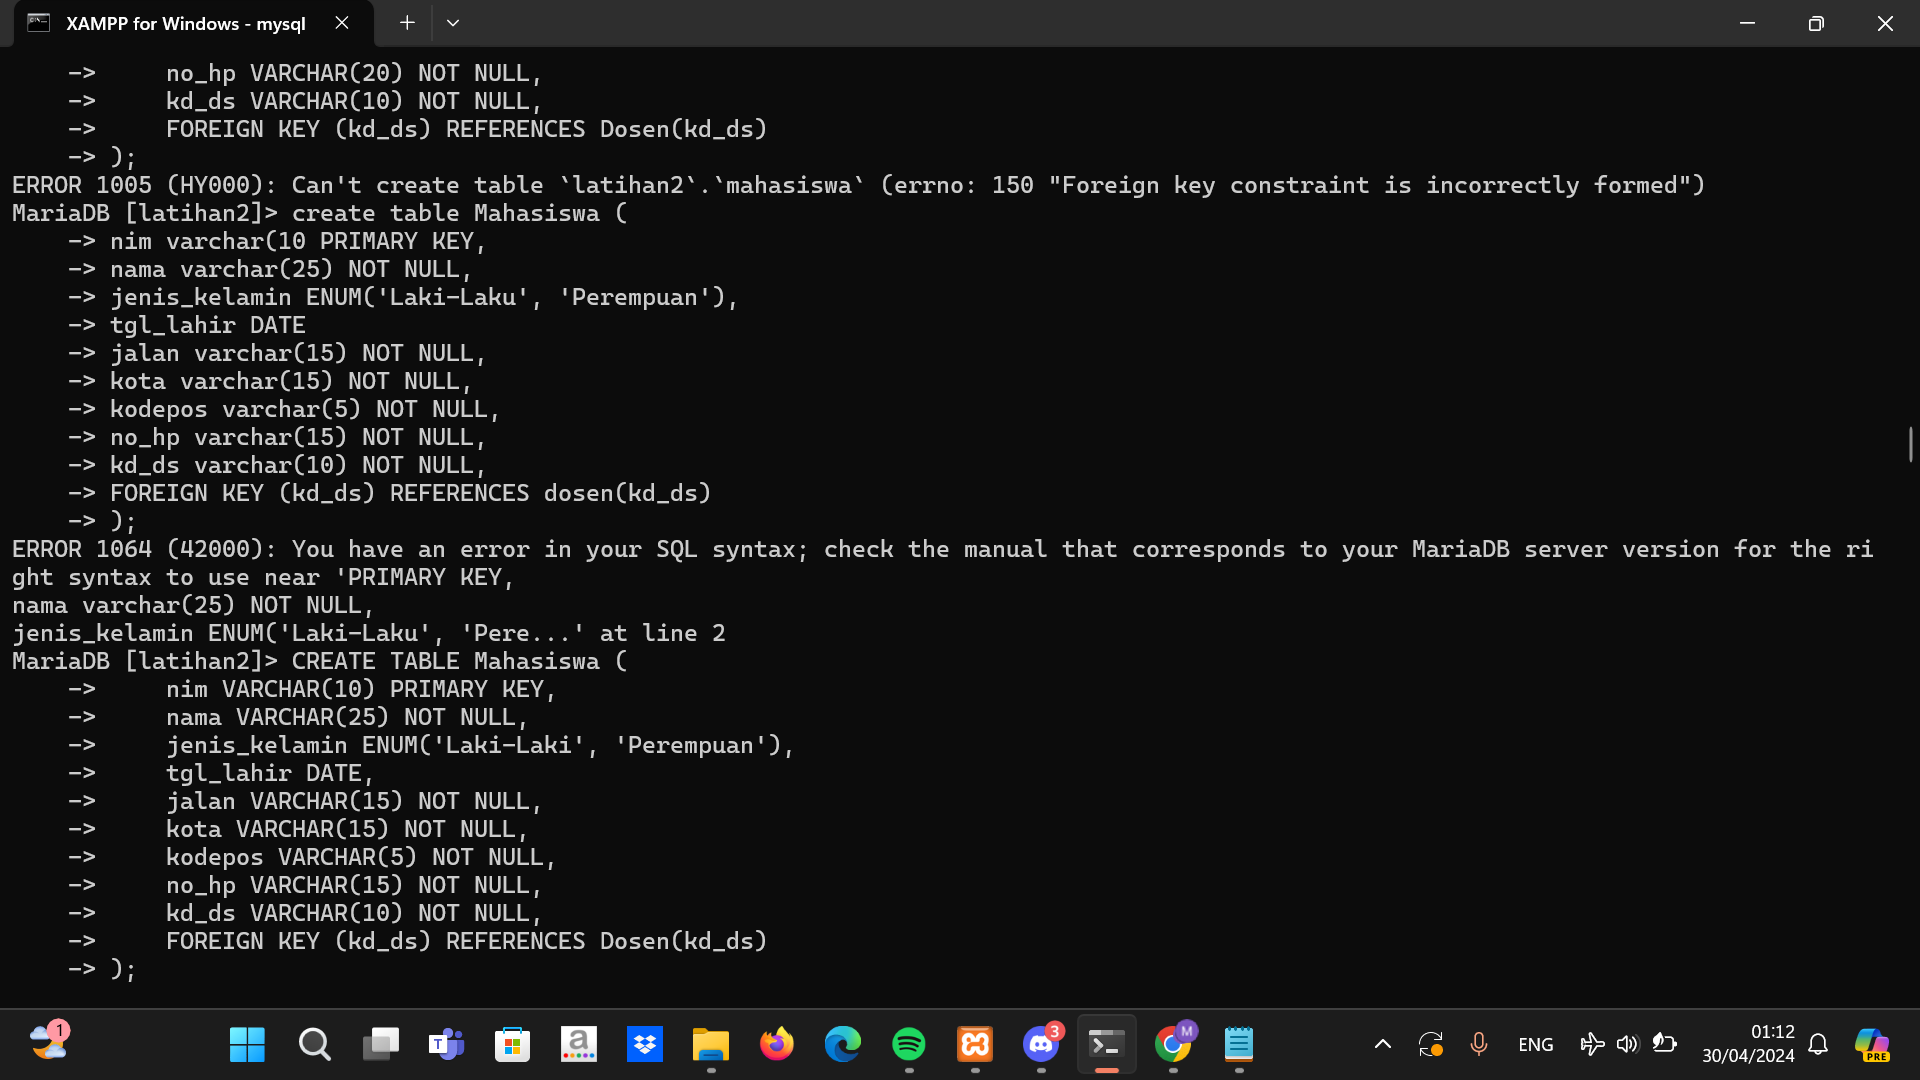 XAMPP for Windows - mysql
    ->     no_hp VARCHAR(20) NOT NULL,
    ->     kd_ds VARCHAR(10) NOT NULL,
    ->     FOREIGN KEY (kd_ds) REFERENCES Dosen(kd_ds)
    -> );
ERROR 1005 (HY000): Can't create table `latihan2`.`mahasiswa` (errno: 150 "Foreign key constraint is incorrectly formed")
MariaDB [latihan2]> create table Mahasiswa (
    -> nim varchar(10 PRIMARY KEY,
    -> nama varchar(25) NOT NULL,
    -> jenis_kelamin ENUM('Laki-Laku', 'Perempuan'),
    -> tgl_lahir DATE
    -> jalan varchar(15) NOT NULL,
    -> kota varchar(15) NOT NULL,
    -> kodepos varchar(5) NOT NULL,
    -> no_hp varchar(15) NOT NULL,
    -> kd_ds varchar(10) NOT NULL,
    -> FOREIGN KEY (kd_ds) REFERENCES dosen(kd_ds)
    -> );
ERROR 1064 (42000): You have an error in your SQL syntax; check the manual that corresponds to your MariaDB server version for the ri
ght syntax to use near 'PRIMARY KEY,
nama varchar(25) NOT NULL,
jenis_kelamin ENUM('Laki-Laku', 'Pere...' at line 2
MariaDB [latihan2]> CREATE TABLE Mahasiswa (
    ->     nim VARCHAR(10) PRIMARY KEY,
    ->     nama VARCHAR(25) NOT NULL,
    ->     jenis_kelamin ENUM('Laki-Laki', 'Perempuan'),
    ->     tgl_lahir DATE,
    ->     jalan VARCHAR(15) NOT NULL,
    ->     kota VARCHAR(15) NOT NULL,
    ->     kodepos VARCHAR(5) NOT NULL,
    ->     no_hp VARCHAR(15) NOT NULL,
    ->     kd_ds VARCHAR(10) NOT NULL,
    ->     FOREIGN KEY (kd_ds) REFERENCES Dosen(kd_ds)
    -> );
1
T
a
3
M
ENG
01:12
30/04/2024
PRE